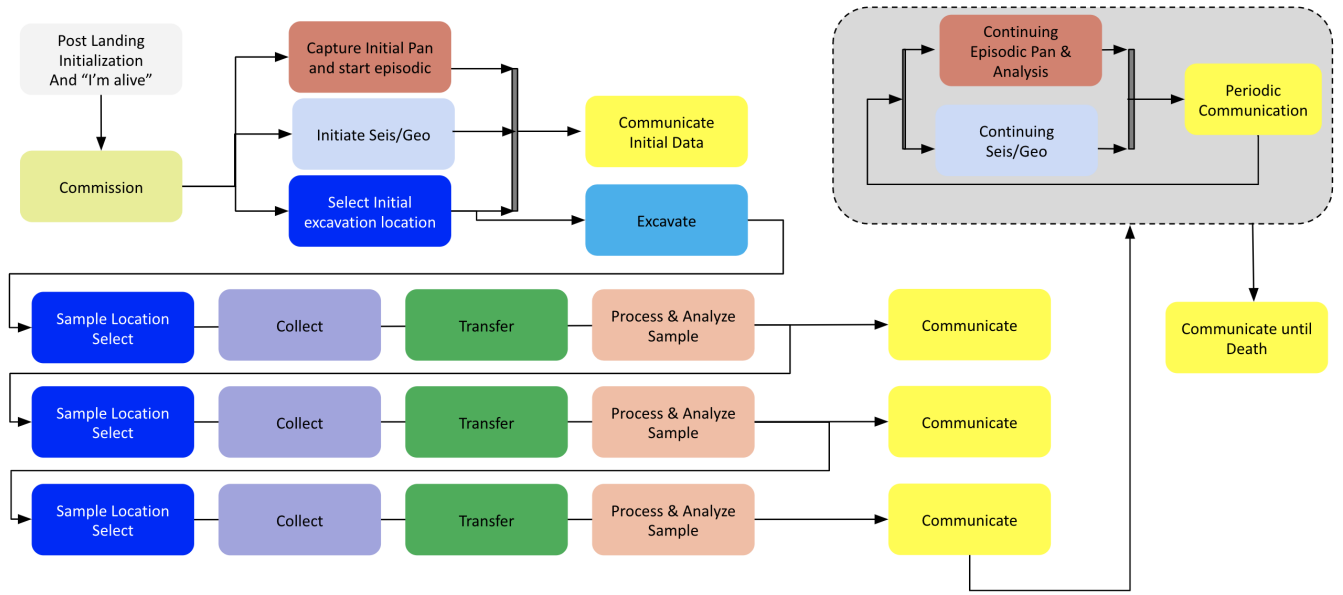 Post Landing
Initialization
And “I’m alive”
Commission
Capture Initial Pan
and start episodic
Initiate Seis/Geo
Select Initial
excavation location
Communicate
Initial Data
Excavate
Continuing
Episodic Pan &
Analysis
Continuing
Seis/Geo
Periodic
Communication
Sample Location
Select
Collect
Transfer
Process & Analyze
Sample
Communicate
Communicate until
Death
Sample Location
Select
Collect
Transfer
Process & Analyze
Sample
Communicate
Sample Location
Select
Collect
Transfer
Process & Analyze
Sample
Communicate